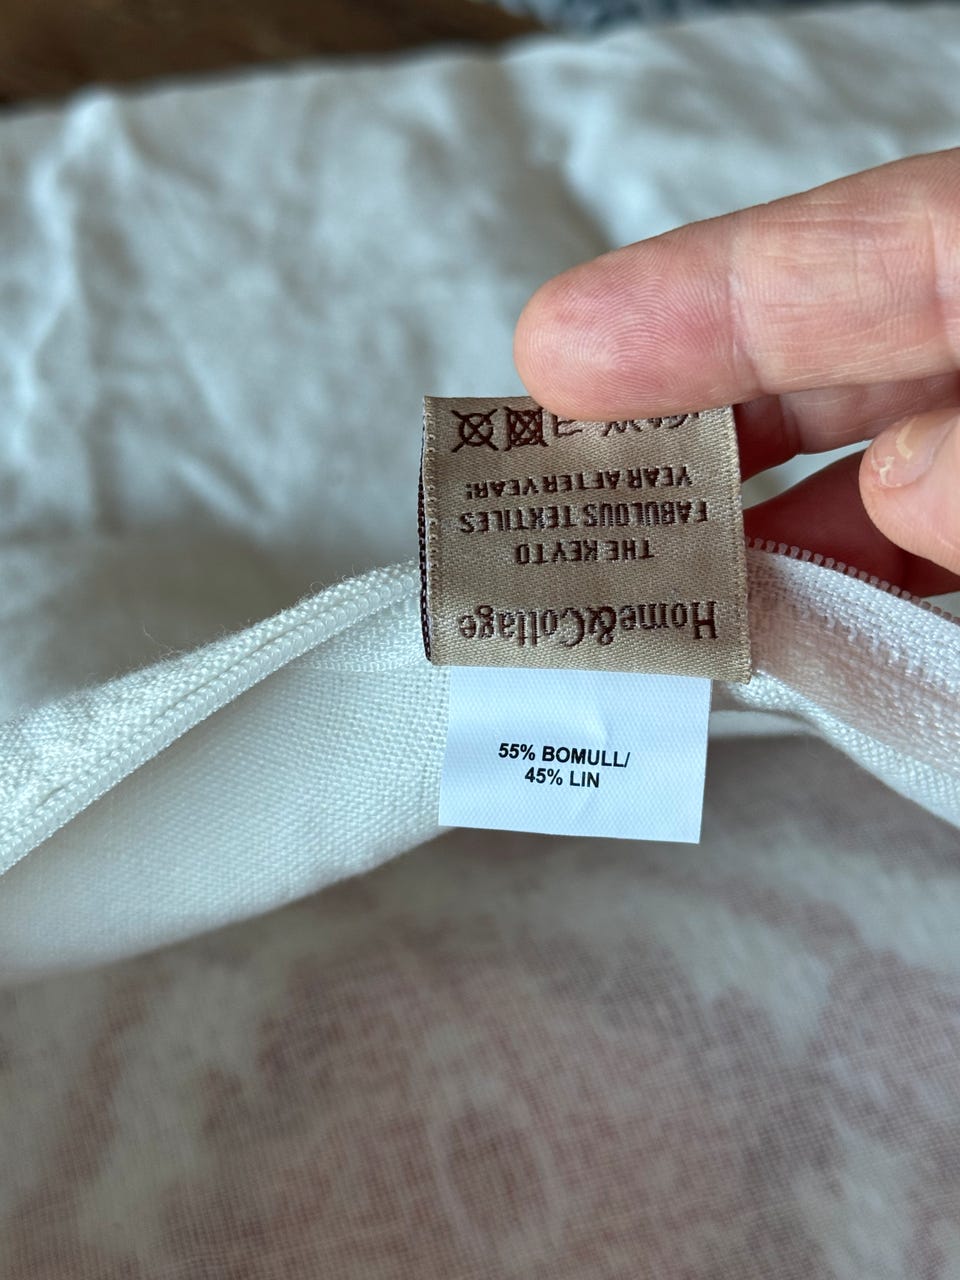 Home&Cottage
THE KEY TO
FABULOUS TEXTILES
YEAR AFTER YEAR!
55% BOMULL/
45% LIN